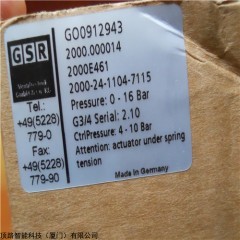 GSR
Tel.:
+49(5228)
779-0
Fax:
+49(5228)
779-90
GO0912943
2000.000014
2000E461
2000-24-1104-7115
Pressure: 0 - 16 Bar
G3/4 Serial: 2.10
CtrlPressure: 4 - 10 Bar
Attention: actuator under spring
tension
Made in Germany
顶路智能科技（厦门）有限公司